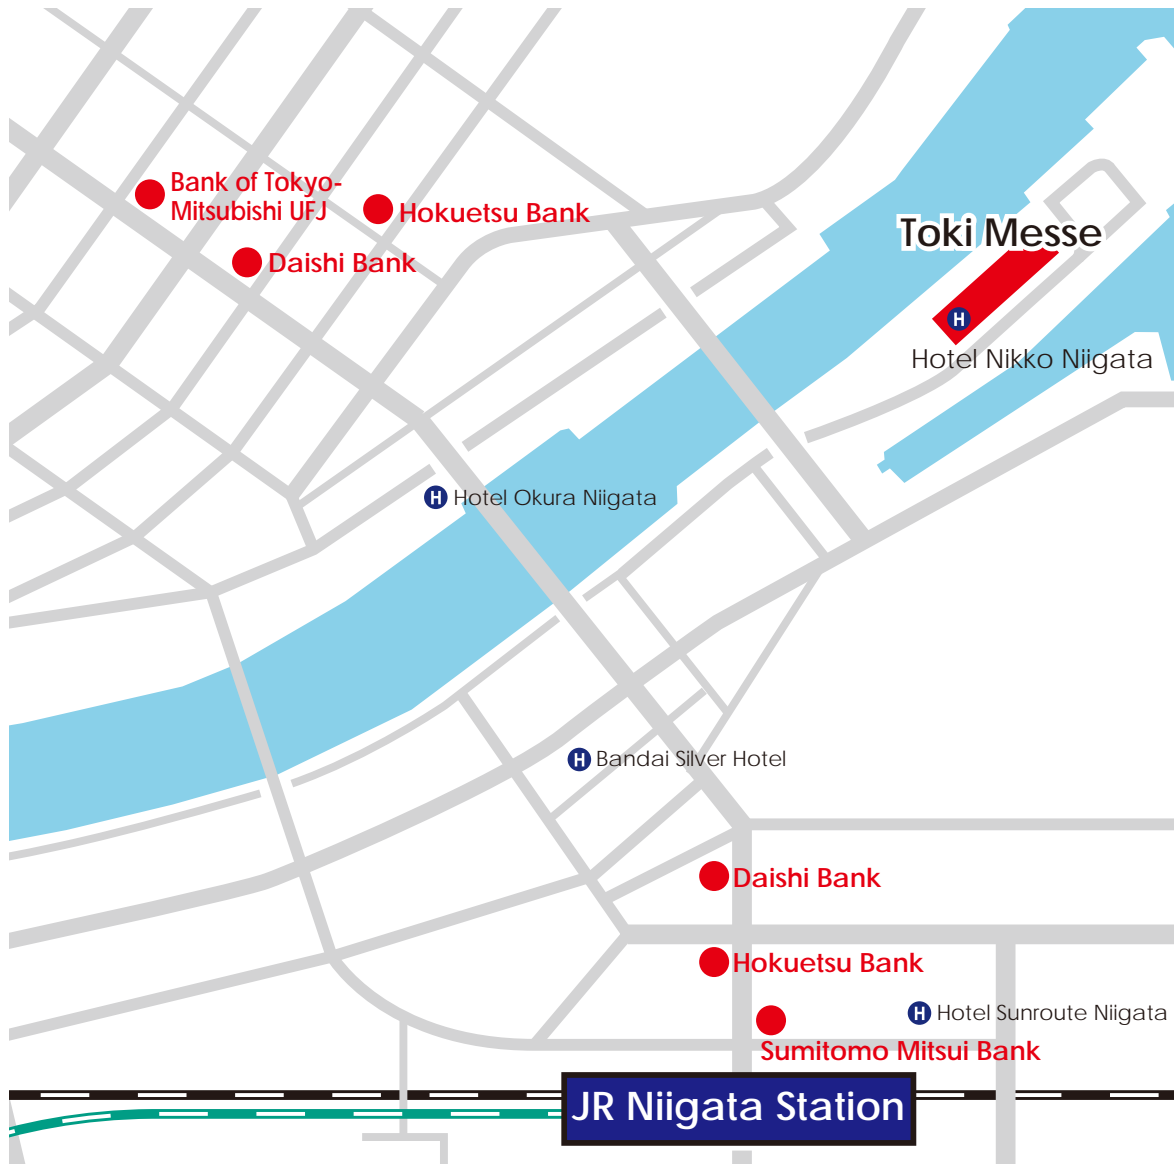 Bank of Tokyo-
Mitsubishi UFJ
Hokuetsu Bank
Daishi Bank
Toki Messe
H
Hotel Nikko Niigata
H Hotel Okura Niigata
H Bandai Silver Hotel
Daishi Bank
Hokuetsu Bank
H Hotel Sunroute Niigata
Sumitomo Mitsui Bank
JR Niigata Station